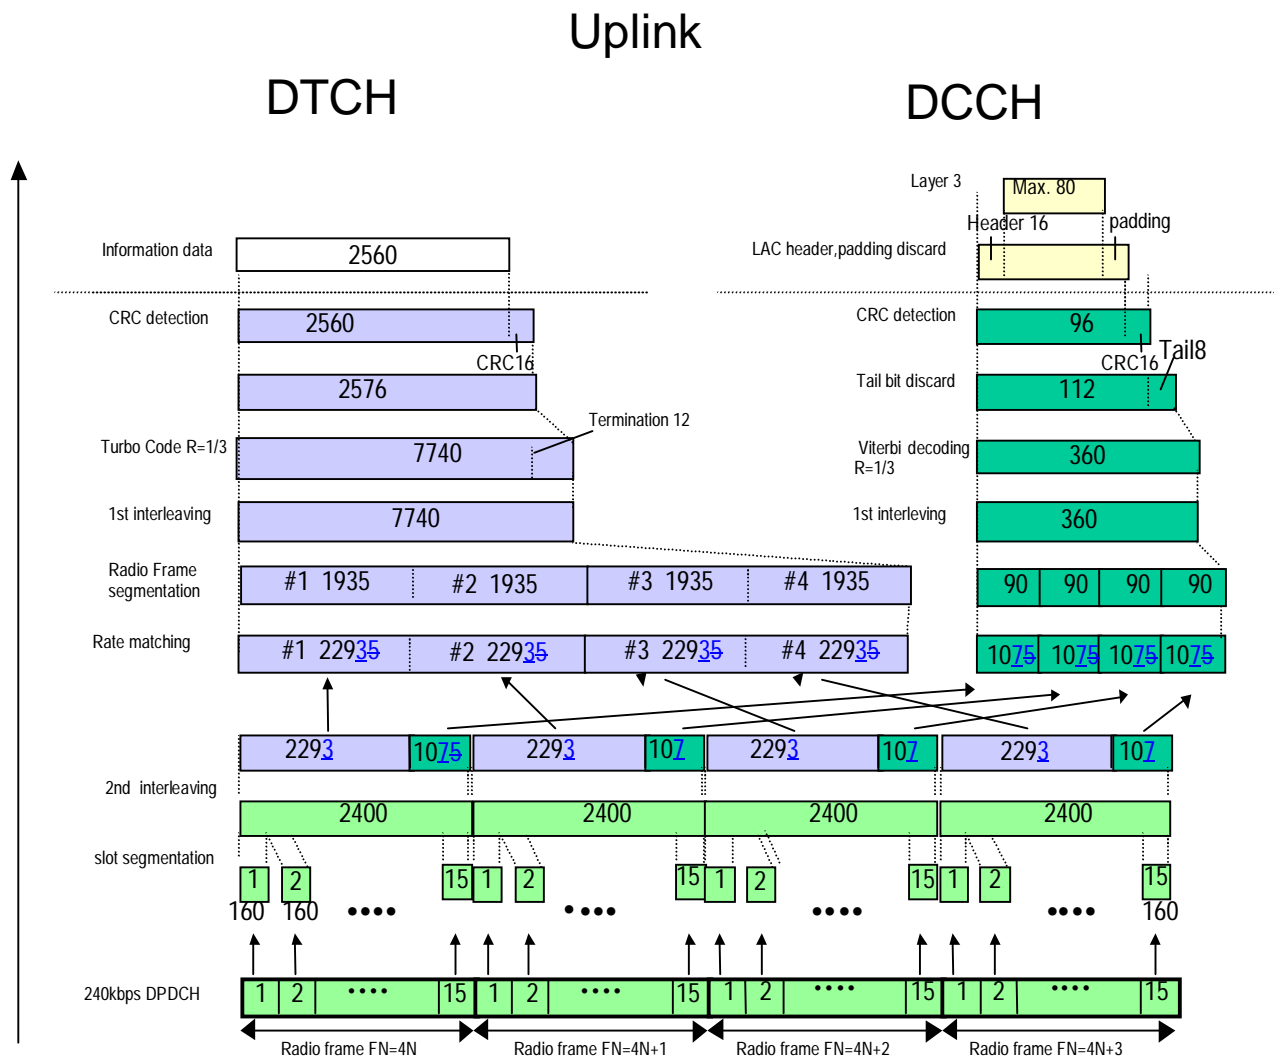 Uplink
DTCH
DCCH
Layer 3
Max. 80
Header 16
padding
Information data
2560
LAC header,padding discard
CRC detection
2560
CRC detection
96
CRC16
CRC16
Tail8
2576
Tail bit discard
112
Termination 12
Turbo Code R=1/3
7740
Viterbi decoding
R=1/3
360
1st interleaving
7740
1st interleving
360
Radio Frame
segmentation
#1 1935
#2 1935
#3 1935
#4 1935
90
90
90
90
Rate matching
#1 22935
#2 22935
#3 22935
#4 22935
1075
1075
1075
1075
2293
1075
2293
107
2293
107
2293
107
2nd interleaving
2400
2400
2400
2400
slot segmentation
1
2
15
1
2
15
1
2
15
1
2
15
160
160
••••
••••
••••
••••
160
240kbps DPDCH
1
2
••••
15
1
2
••••
15
1
2
••••
15
1
2
••••
15
Radio frame FN=4N
Radio frame FN=4N+1
Radio frame FN=4N+2
Radio frame FN=4N+3